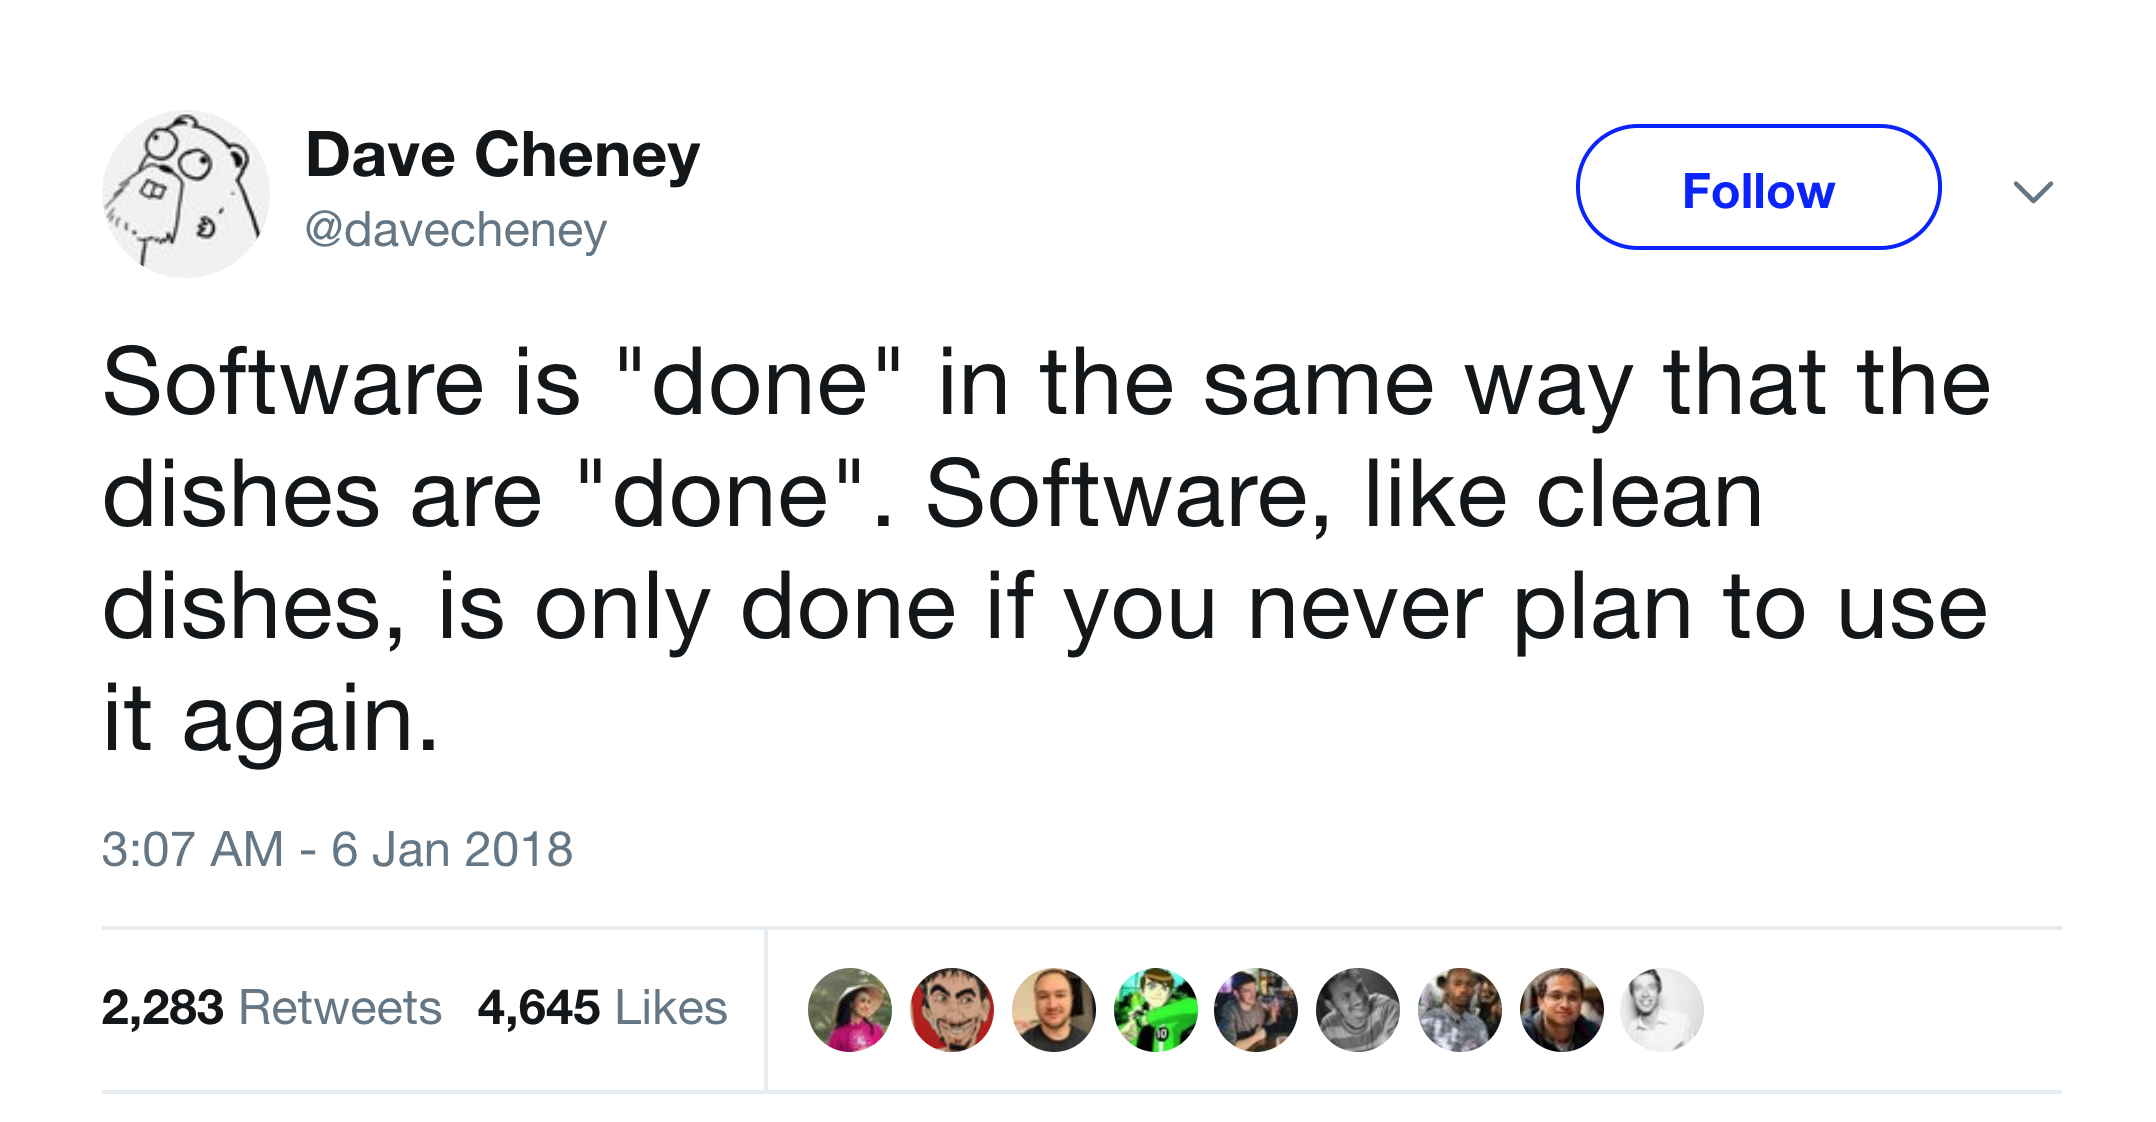 Dave Cheney
@davecheney
Follow
Software is "done" in the same way that the
dishes are "done". Software, like clean
dishes, is only done if you never plan to use
it again.
3:07 AM - 6 Jan 2018
2,283 Retweets 4,645 Likes
10